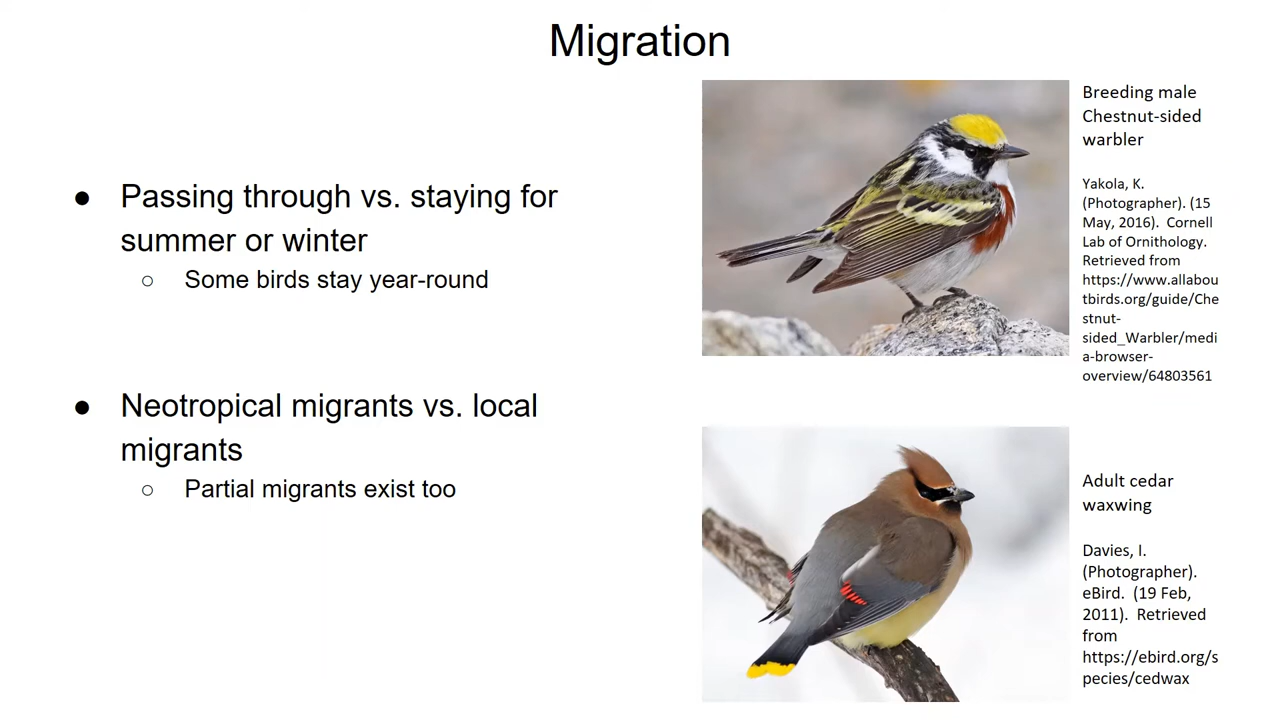 Migration
● Passing through vs. staying for
summer or winter
○ Some birds stay year-round
● Neotropical migrants vs. local
migrants
○ Partial migrants exist too
Breeding male
Chestnut-sided
warbler
Yakola, K.
(Photographer). (15
May, 2016). Cornell
Lab of Ornithology.
Retrieved from
https://www.allabou
tbirds.org/guide/Che
stnut-
sided_Warbler/medi
a-browser-
overview/64803561
Adult cedar
waxwing
Davies, I.
(Photographer).
eBird. (19 Feb,
2011). Retrieved
from
https://ebird.org/s
pecies/cedwax